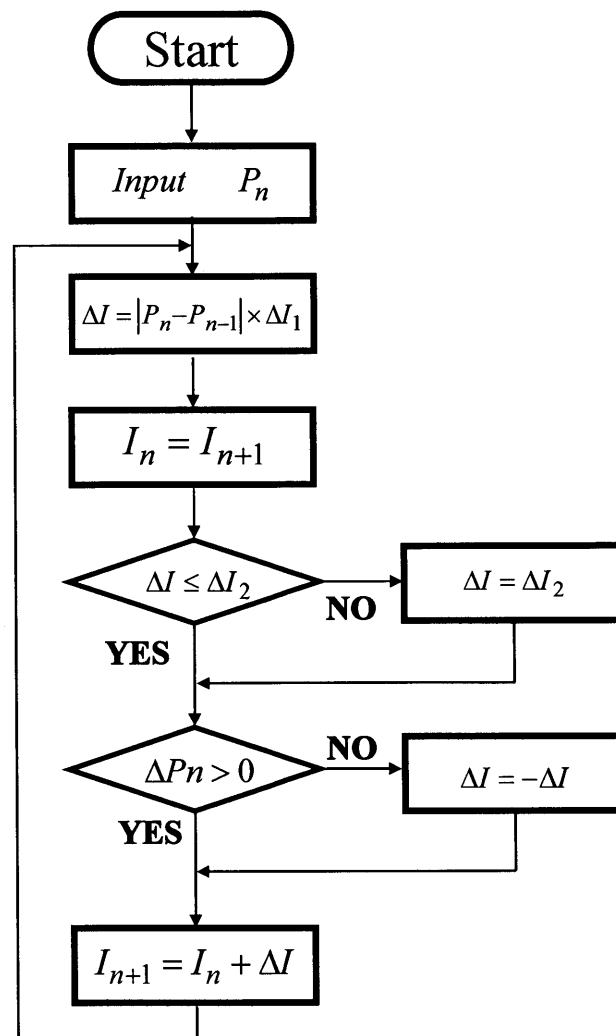 Start
Input P_n
ΔI = |P_n − P_{n−1}| × ΔI_1
I_n = I_{n+1}
ΔI ≤ ΔI_2
NO
ΔI = ΔI_2
YES
ΔPn > 0
NO
ΔI = −ΔI
YES
I_{n+1} = I_n + ΔI